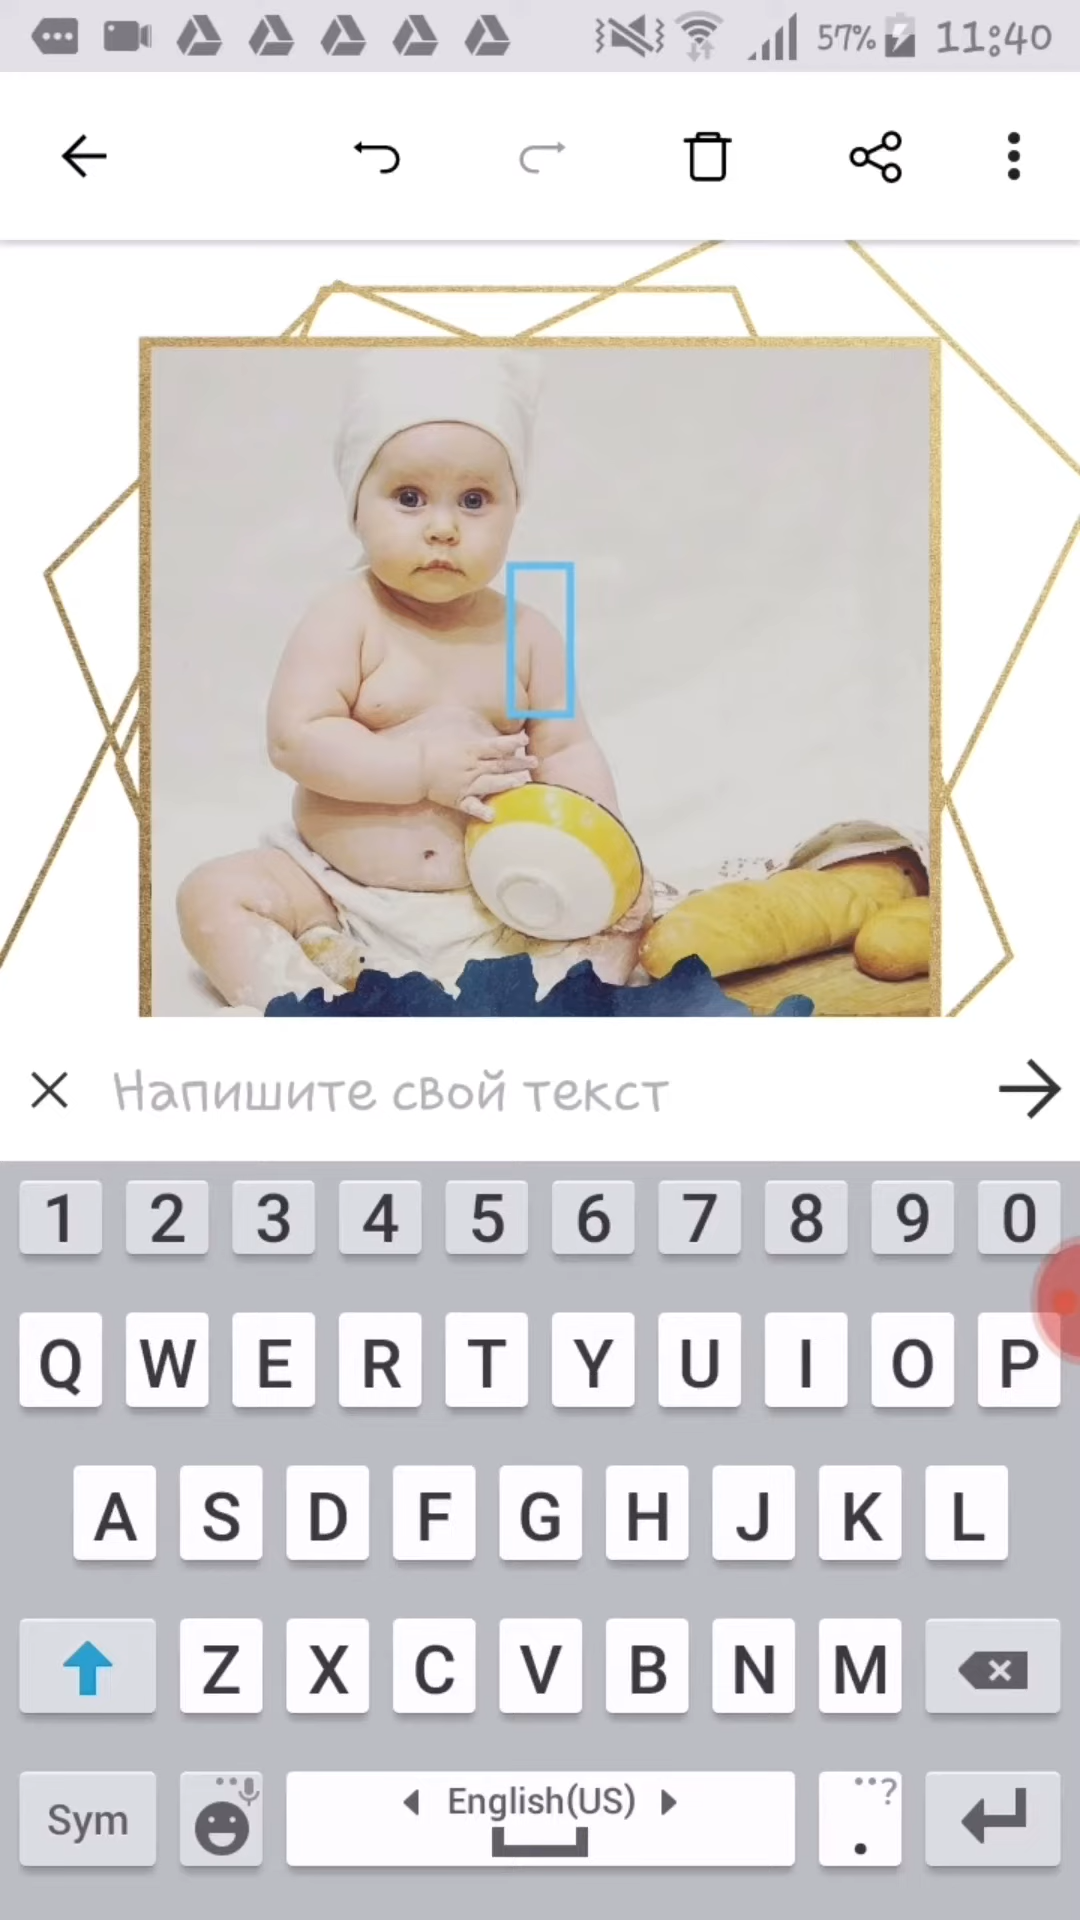 57% 11:40
Напишите свой текст
1 2 3 4 5 6 7 8 9 0
Q W E R T Y U I O P
A S D F G H J K L
Z X C V B N M
Sym English(US) . ?